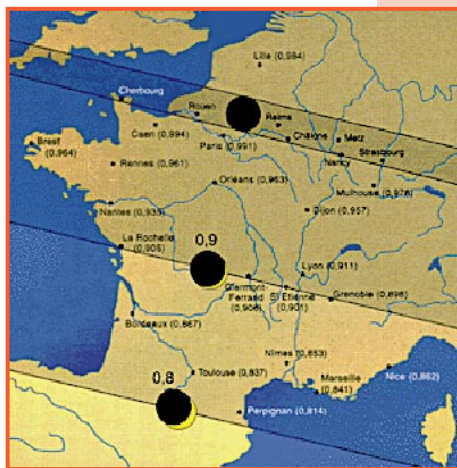 Lille (0,984)
Cherbourg
Rouen
Reims
Caen (0,994)
Paris (0,991)
Châlons
Metz
Nancy
Strasbourg
Brest
(0,964)
Rennes (0,961)
Orléans (0,963)
Mulhouse (0,976)
Nantes (0,935)
Dijon (0,957)
La Rochelle
(0,905)
0,9
Lyon (0,911)
Clermont-
Ferrand
(0,906)
St Etienne
(0,901)
Grenoble (0,896)
Bordeaux (0,867)
Nîmes (0,853)
0,8
Toulouse (0,837)
Marseille
(0,841)
Nice (0,862)
Perpignan (0,814)